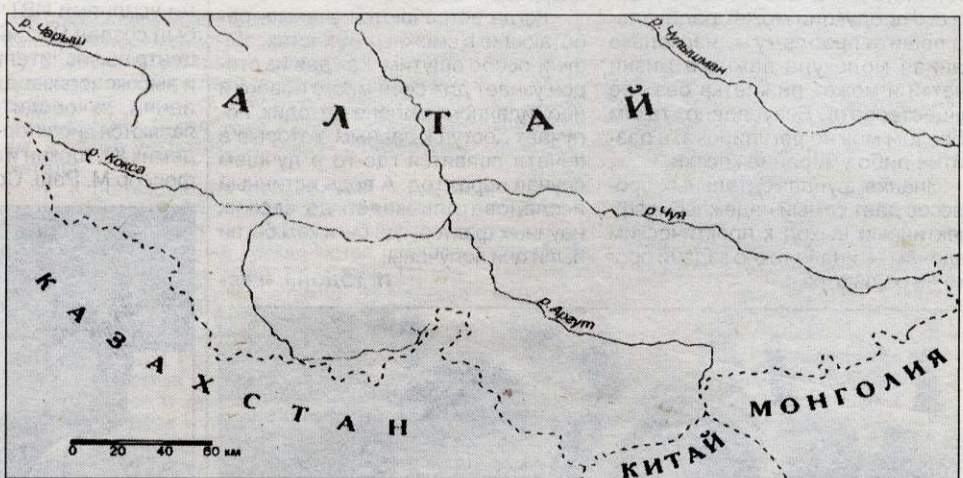 р. Чарыш
р. Чулышман
АЛТАЙ
р. Кокса
р. Чуя
р. Аргут
КАЗАХСТАН
МОНГОЛИЯ
КИТАЙ
0 20 40 60
км